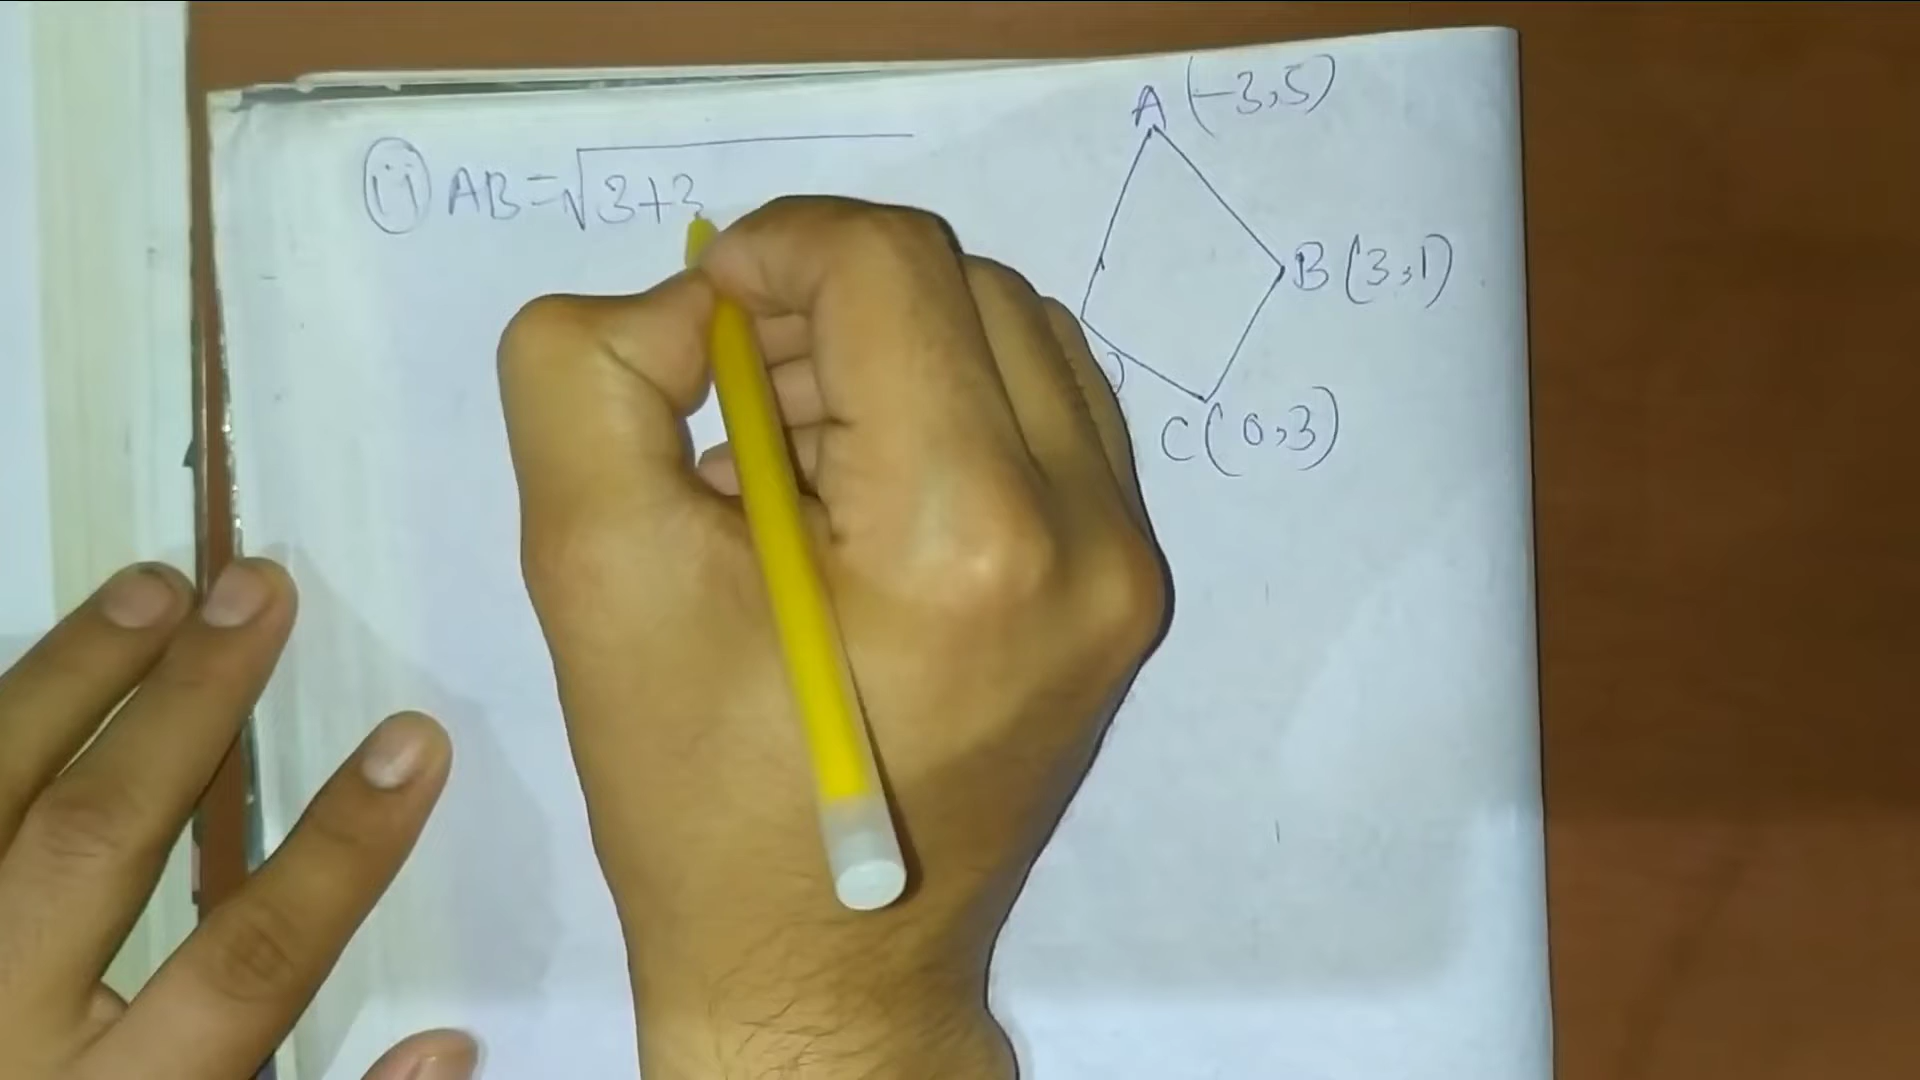 A (-3,5)
(ii) AB = √3+3
B (3,1)
C (0,3)